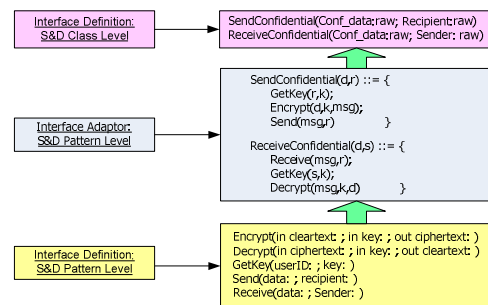 Interface Definition:
S&D Class Level
SendConfidential(Conf_data:raw; Recipient:raw)
ReceiveConfidential(Conf_data:raw; Sender: raw)
Interface Adaptor:
S&D Pattern Level
SendConfidential(d,r) ::= {
GetKey(r,k);
Encrypt(d,k,msg);
Send(msg,r) }
ReceiveConfidential(d,s) ::= {
Receive(msg,r);
GetKey(s,k);
Decrypt(msg,k,d) }
Interface Definition:
S&D Pattern Level
Encrypt(in cleartext: ; in key: ; out ciphertext: )
Decrypt(in ciphertext: ; in key: ; out cleartext: )
GetKey(userID: ; key: )
Send(data: ; recipient: )
Receive(data: ; Sender: )